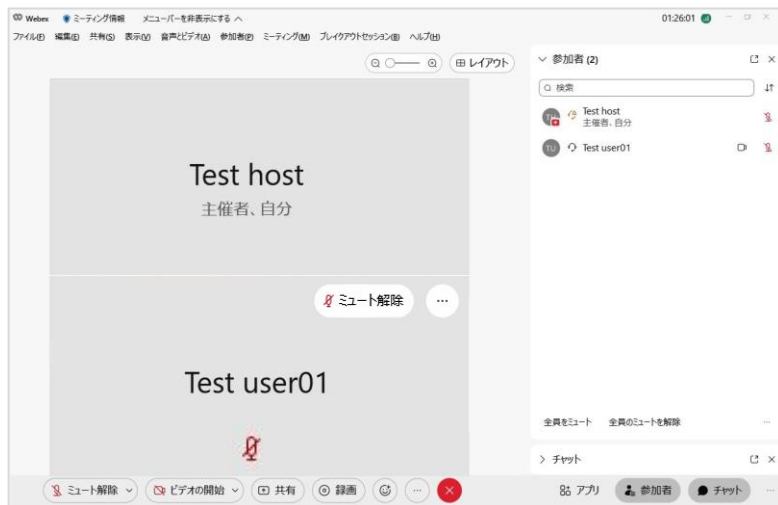 Webex ミーティング情報 メニューバーを非表示にする 01:26:01
ファイル(F) 編集(E) 共有(S) 表示(V) 音声とビデオ(A) 参加者(P) ミーティング(M) ブレイクアウトセッション(B) ヘルプ(H)
レイアウト
Test host
主催者、自分
ミュート解除 …
Test user01
参加者 (2)
検索
TH Test host
主催者、自分
TU Test user01
全員をミュート 全員のミュートを解除 …
チャット
ミュート解除 ビデオの開始 共有 録画 … アプリ 参加者 チャット …